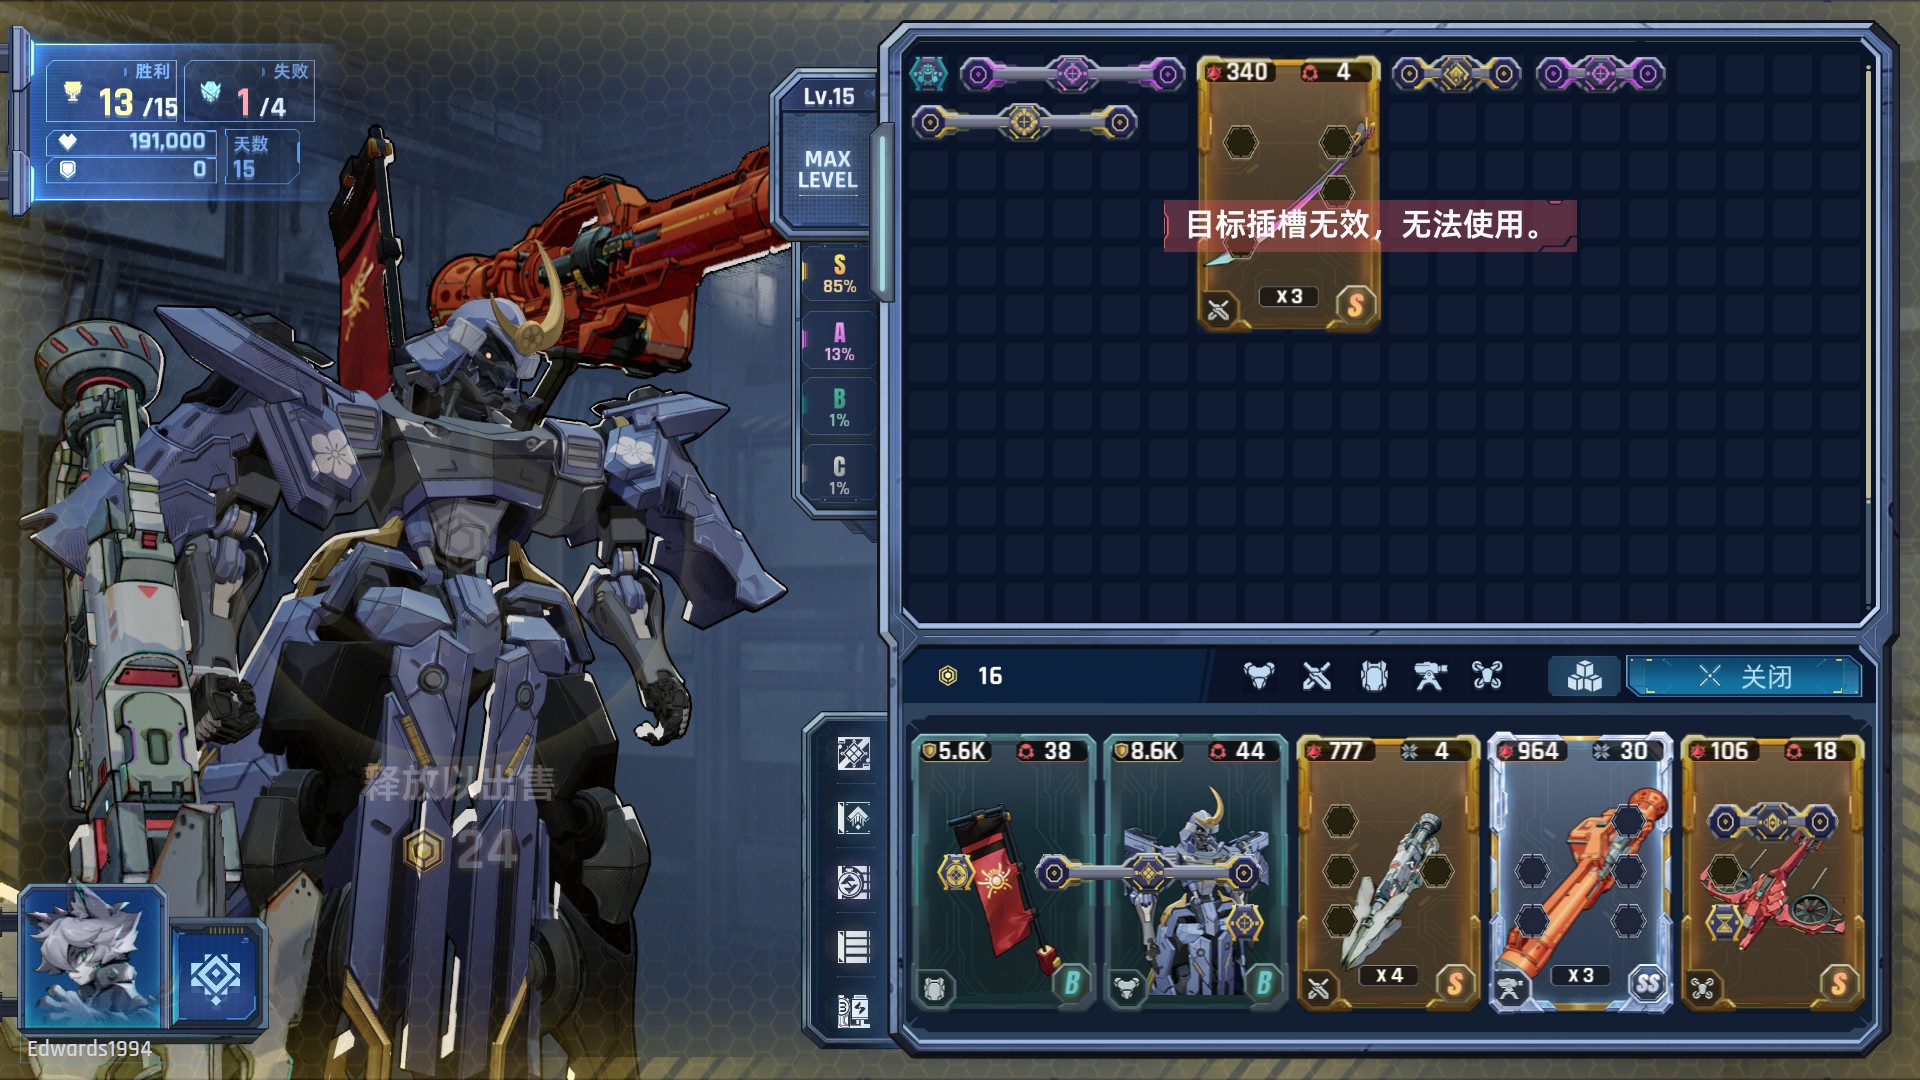 胜利
13 /15
失败
1 /4
191,000
0
天数
15
Lv.15
MAX
LEVEL
S
85%
A
13%
B
1%
C
1%
340
4
x3
S
目标插槽无效，无法使用。
16
关闭
释放以出售
24
5.6K
38
B
8.6K
44
B
777
4
x4
S
964
30
x3
SS
106
18
S
Edwards1994